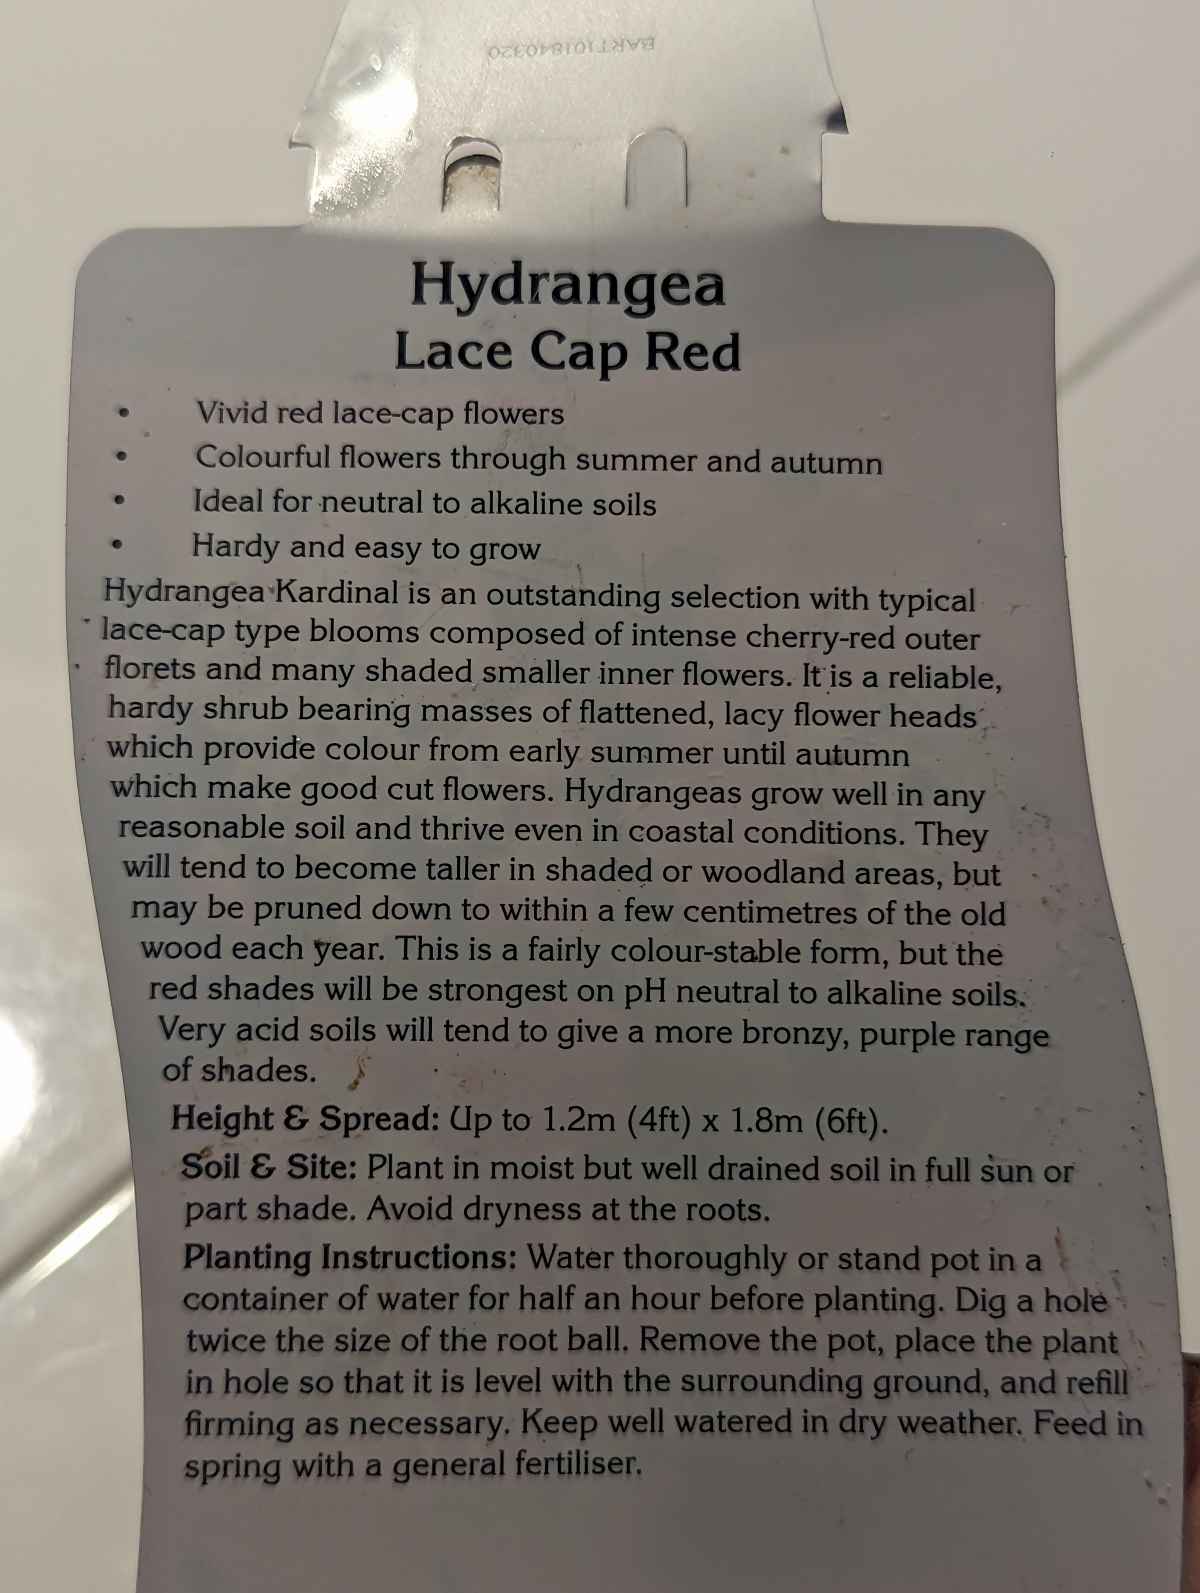 BART101840320
Hydrangea
Lace Cap Red
• Vivid red lace-cap flowers
• Colourful flowers through summer and autumn
• Ideal for neutral to alkaline soils
• Hardy and easy to grow
Hydrangea Kardinal is an outstanding selection with typical
lace-cap type blooms composed of intense cherry-red outer
florets and many shaded smaller inner flowers. It is a reliable,
hardy shrub bearing masses of flattened, lacy flower heads
which provide colour from early summer until autumn
which make good cut flowers. Hydrangeas grow well in any
reasonable soil and thrive even in coastal conditions. They
will tend to become taller in shaded or woodland areas, but
may be pruned down to within a few centimetres of the old
wood each year. This is a fairly colour-stable form, but the
red shades will be strongest on pH neutral to alkaline soils.
Very acid soils will tend to give a more bronzy, purple range
of shades.
Height & Spread: Up to 1.2m (4ft) x 1.8m (6ft).
Soil & Site: Plant in moist but well drained soil in full sun or
part shade. Avoid dryness at the roots.
Planting Instructions: Water thoroughly or stand pot in a
container of water for half an hour before planting. Dig a hole
twice the size of the root ball. Remove the pot, place the plant
in hole so that it is level with the surrounding ground, and refill
firming as necessary. Keep well watered in dry weather. Feed in
spring with a general fertiliser.